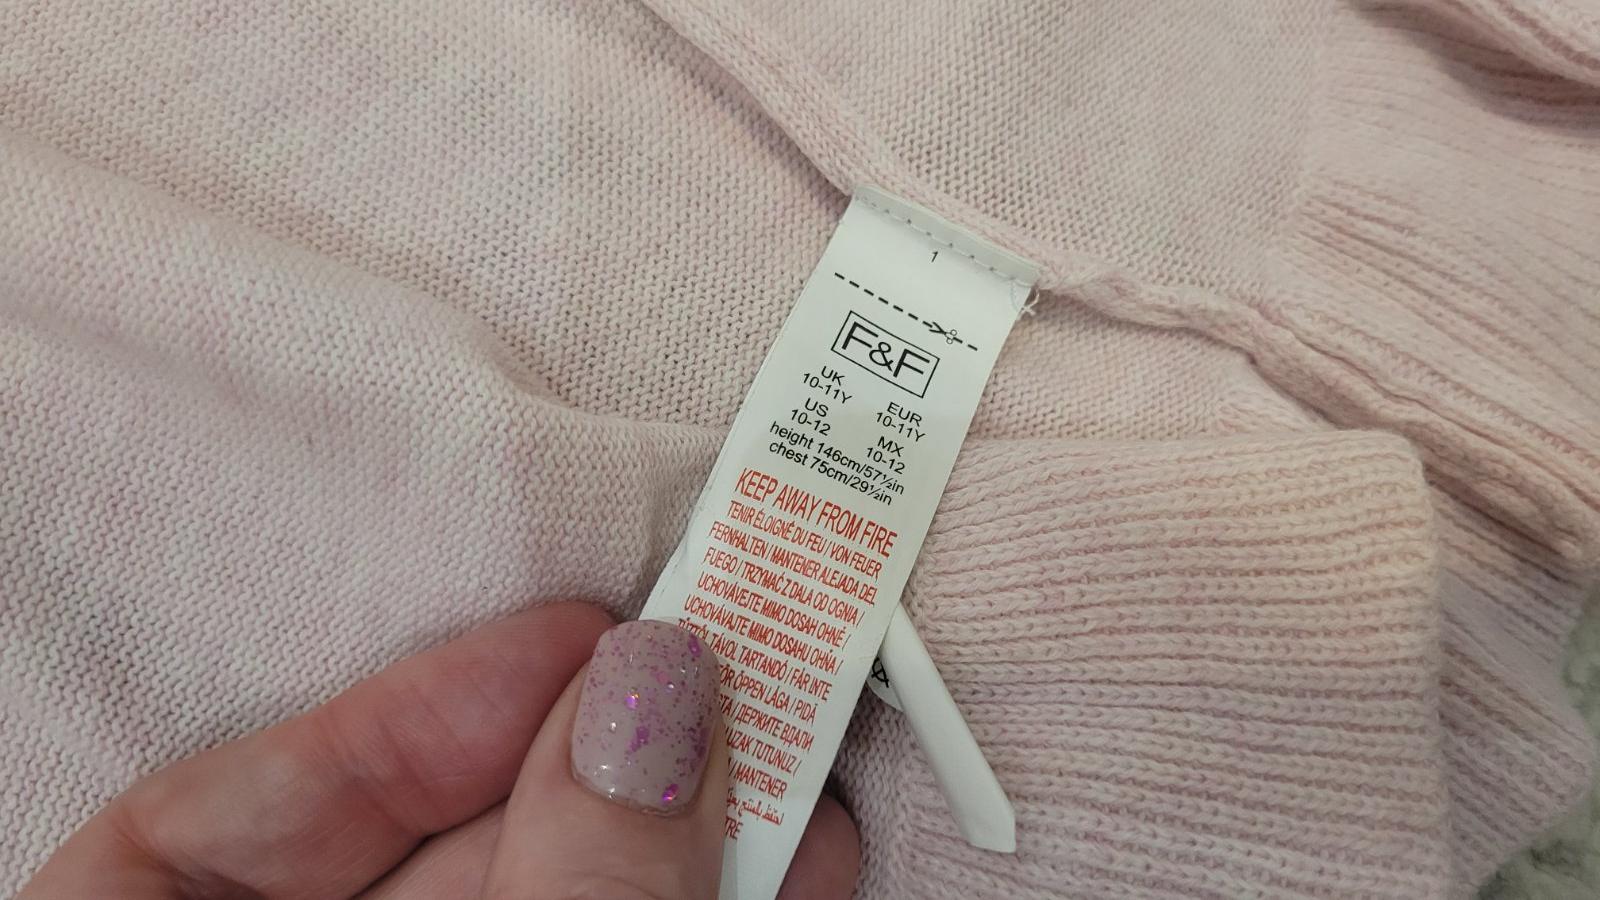 1
F&F
UK
10-11Y
EUR
10-11Y
US
10-12
MX
10-12
height 146cm/57½in
chest 75cm/29½in
KEEP AWAY FROM FIRE
TENIR ÉLOIGNÉ DU FEU / VON FEUER
FERNHALTEN / MANTENER ALEJADA DEL
FUEGO / TRZYMAĆ Z DALA OD OGNIA /
UCHOVÁVEJTE MIMO DOSAH OHNĚ /
UCHOVÁVAJTE MIMO DOSAHU OHŇA /
TÁVOL TARTANDÓ / FÅR INTE
ÖPPEN LÅGA / PIDÄ
/ ДЕРЖИТЕ ВДАЛИ
UZAK TUTUNUZ /
/ MANTENER